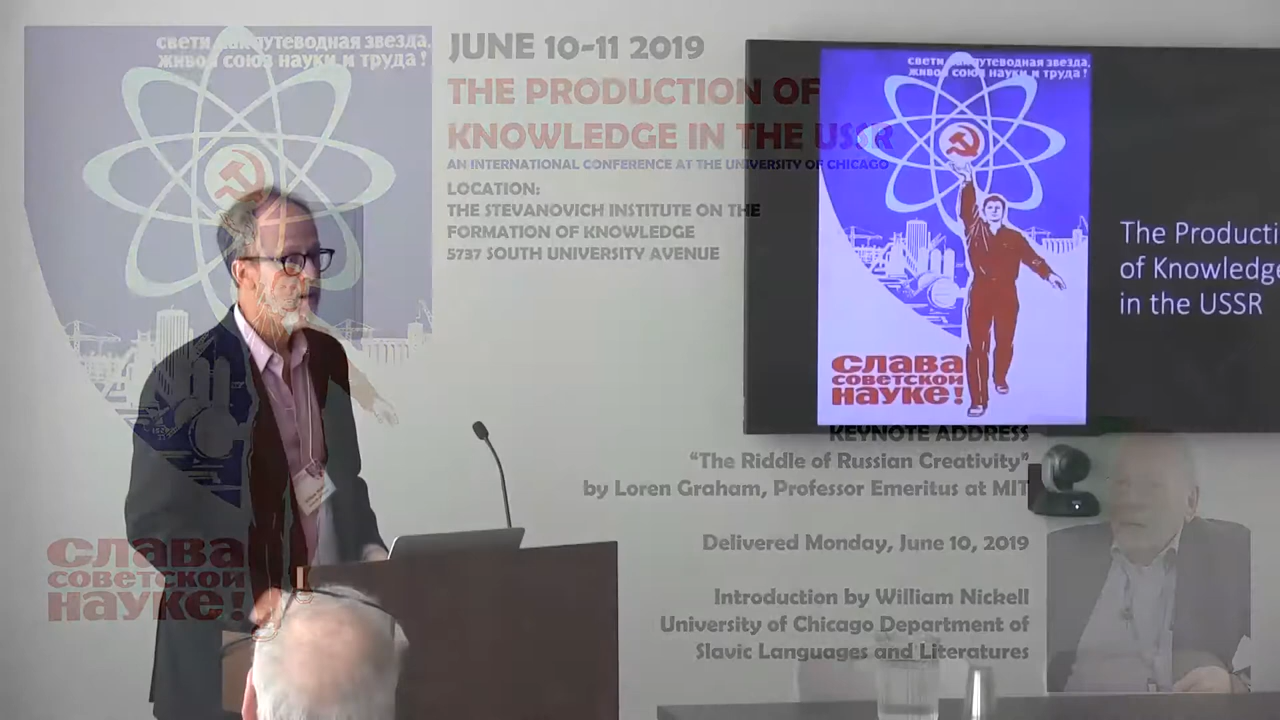 свети как путеводная звезда,
живой союз науки и труда!
слава
советской
науке!
JUNE 10-11 2019
THE PRODUCTION OF
KNOWLEDGE IN THE USSR
AN INTERNATIONAL CONFERENCE AT THE UNIVERSITY OF CHICAGO
LOCATION:
THE STEVANOVICH INSTITUTE ON THE
FORMATION OF KNOWLEDGE
5737 SOUTH UNIVERSITY AVENUE
свети как путеводная звезда,
живой союз науки и труда!
слава
советской
науке!
The Producti
of Knowledge
in the USSR
KEYNOTE ADDRESS
“The Riddle of Russian Creativity”
by Loren Graham, Professor Emeritus at MIT
Delivered Monday, June 10, 2019
Introduction by William Nickell
University of Chicago Department of
Slavic Languages and Literatures